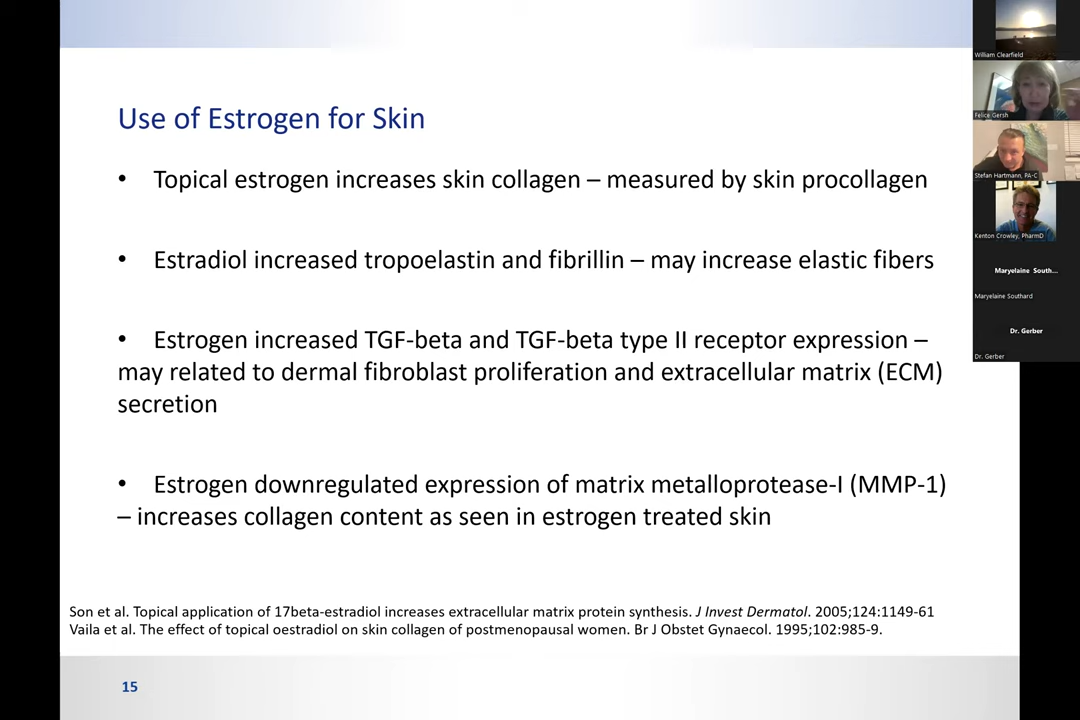 Use of Estrogen for Skin
• Topical estrogen increases skin collagen – measured by skin procollagen
• Estradiol increased tropoelastin and fibrillin – may increase elastic fibers
• Estrogen increased TGF-beta and TGF-beta type II receptor expression –
may related to dermal fibroblast proliferation and extracellular matrix (ECM)
secretion
• Estrogen downregulated expression of matrix metalloprotease-I (MMP-1)
– increases collagen content as seen in estrogen treated skin
Son et al. Topical application of 17beta-estradiol increases extracellular matrix protein synthesis. J Invest Dermatol. 2005;124:1149-61
Vaila et al. The effect of topical oestradiol on skin collagen of postmenopausal women. Br J Obstet Gynaecol. 1995;102:985-9.
15
William Clearfield
Felice Gersh
Stefan Hartmann, PA-C
Kenton Crowley, PharmD
Maryelaine South...
Maryelaine Southard
Dr. Gerber
Dr. Gerber